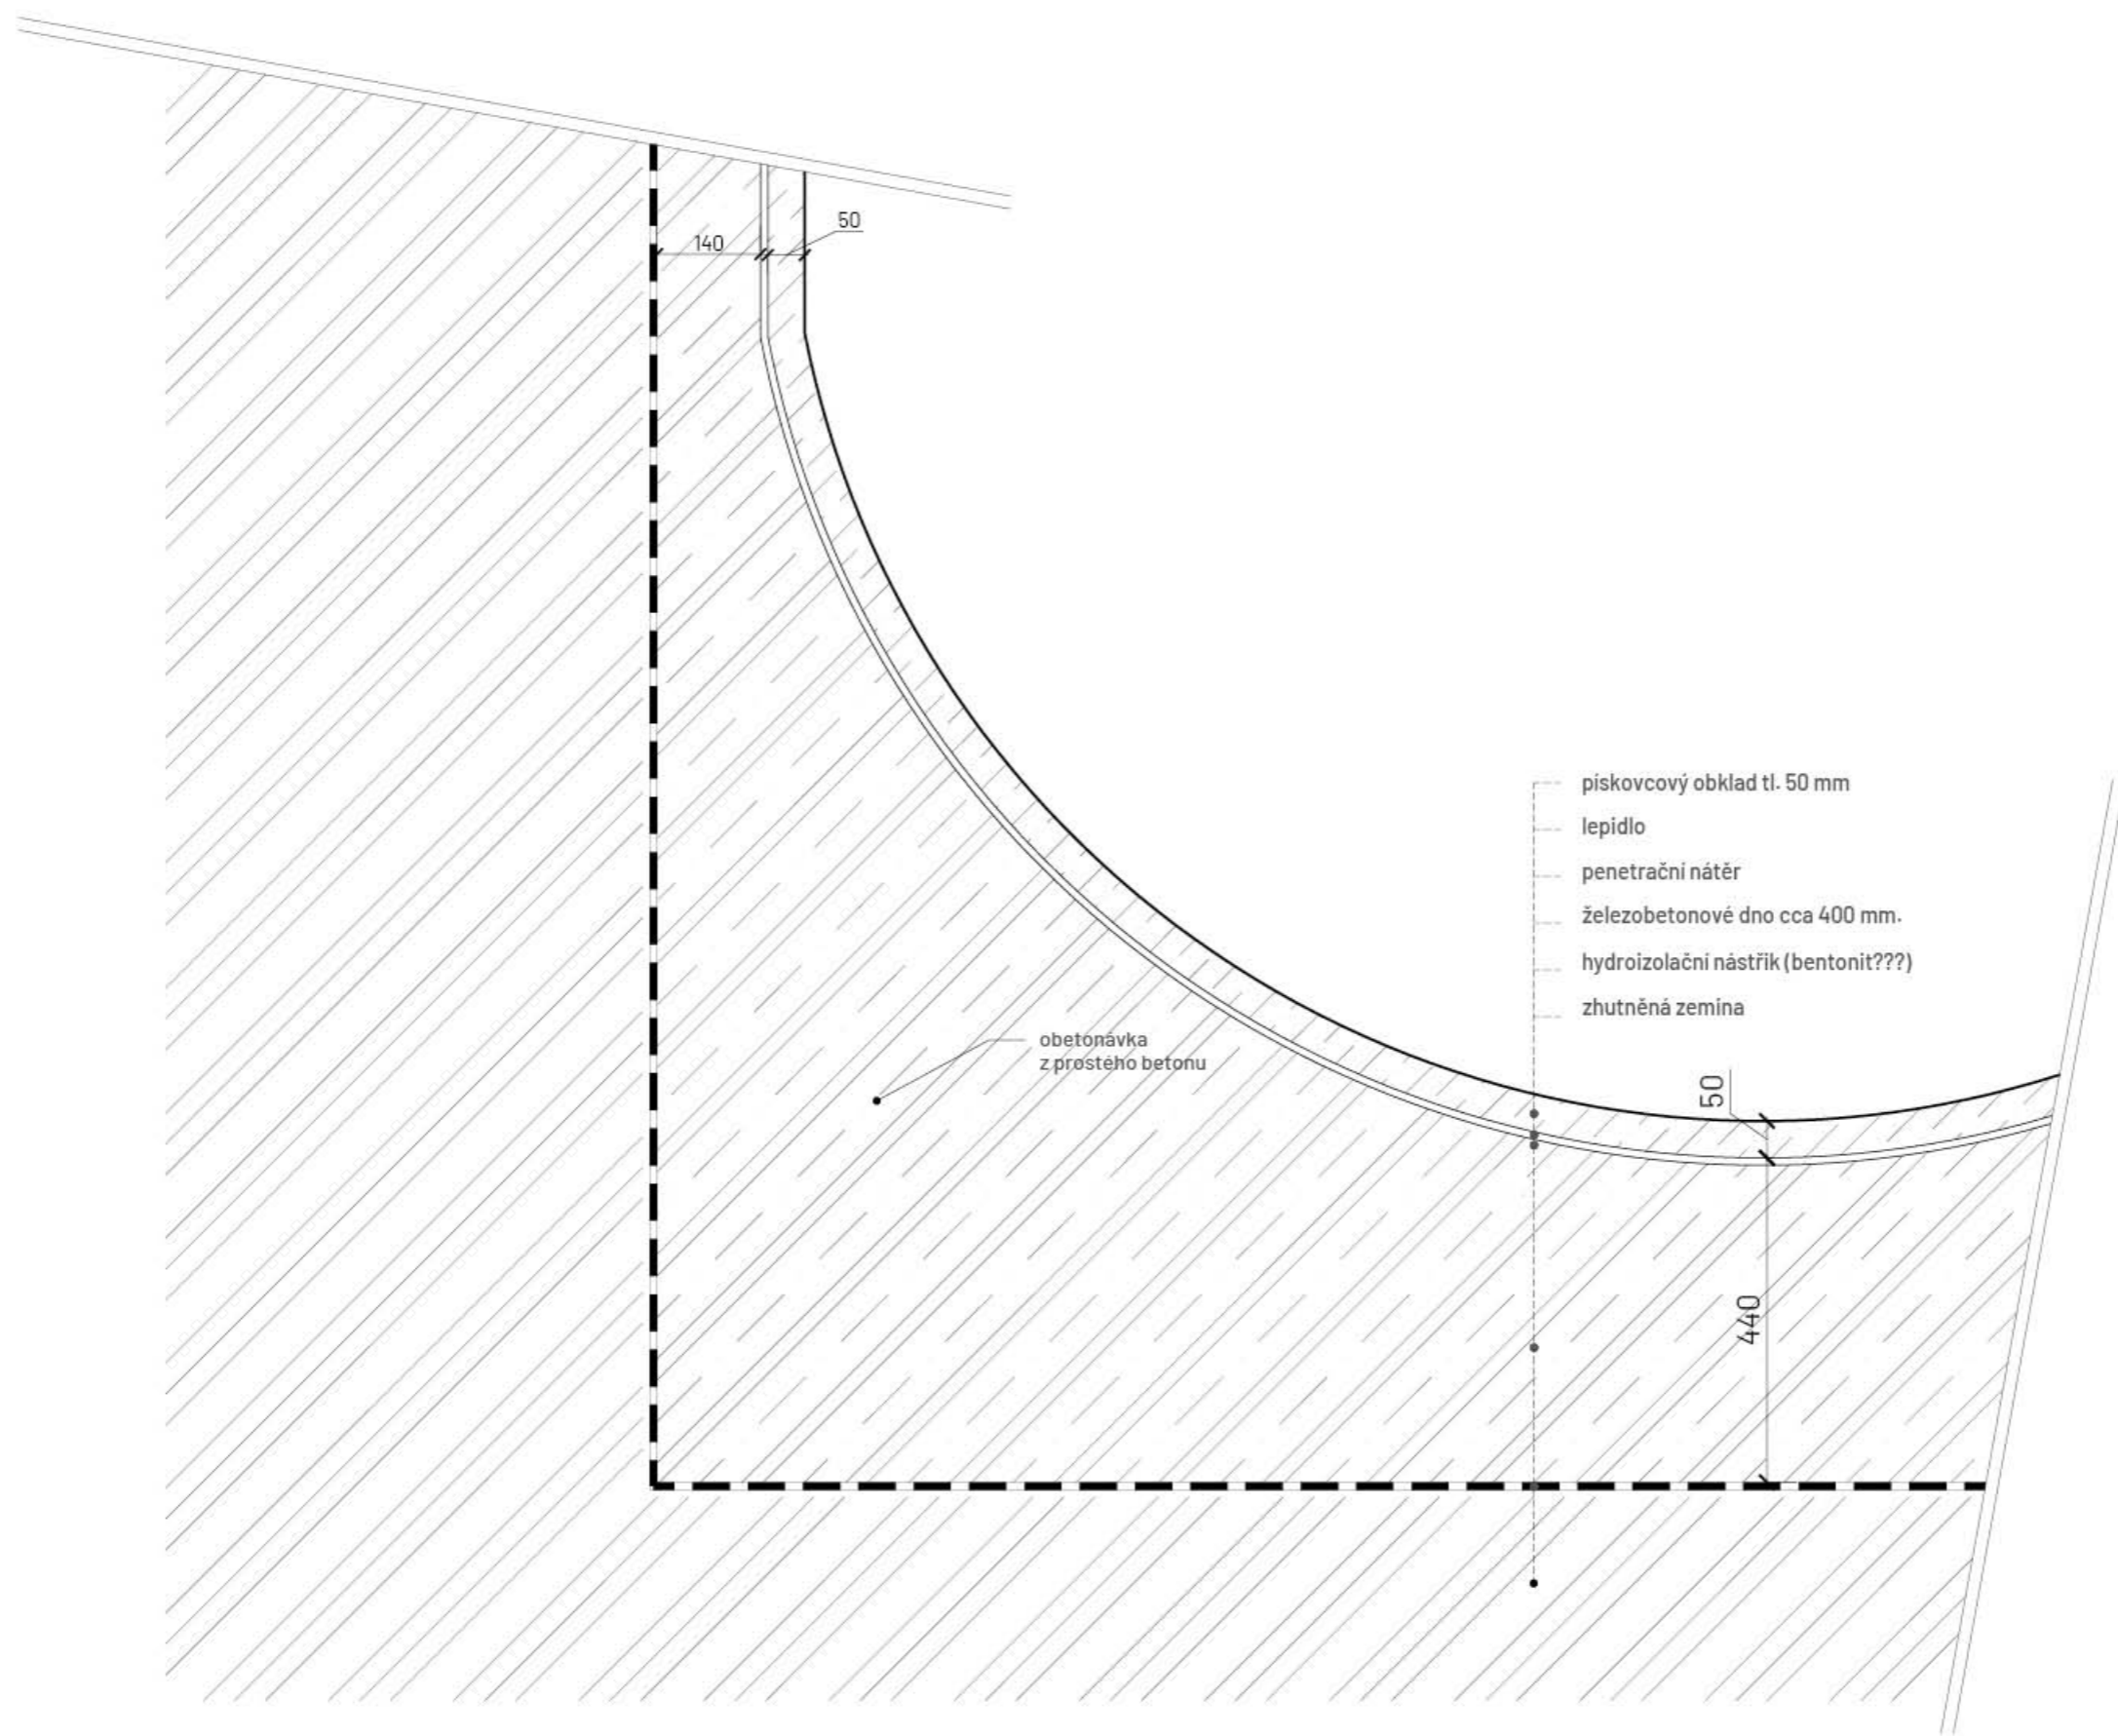 50
140
pískovcový obklad tl. 50 mm
lepidlo
penetrační nátěr
železobetonové dno cca 400 mm.
hydroizolační nástřik (bentonit???)
zhutněná zemina
obetonávka
z prostého betonu
50
440